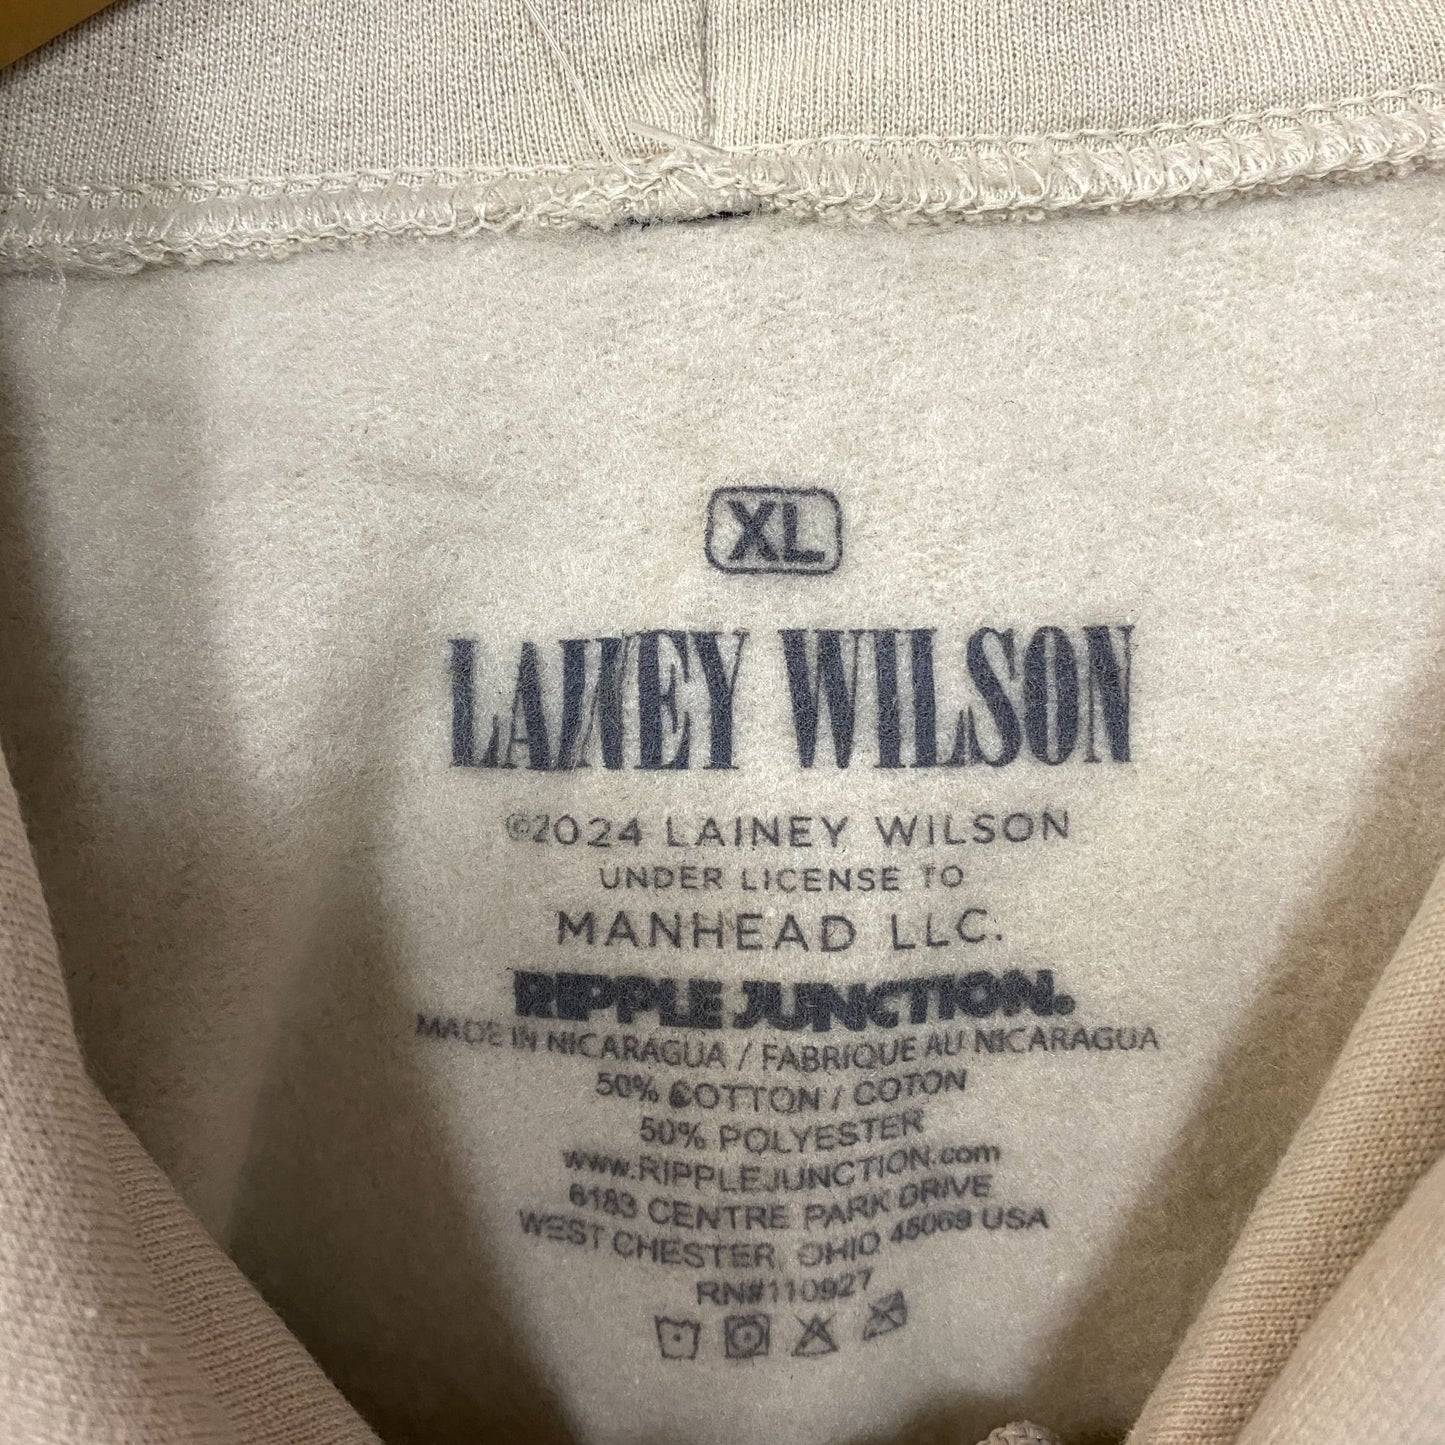 XL
LAINEY WILSON
©2024 LAINEY WILSON
UNDER LICENSE TO
MANHEAD LLC.
RIPPLE JUNCTION®
MADE IN NICARAGUA / FABRIQUE AU NICARAGUA
50% COTTON / COTON
50% POLYESTER
www.RIPPLEJUNCTION.com
6183 CENTRE PARK DRIVE
WEST CHESTER, OHIO 45069 USA
RN#110927